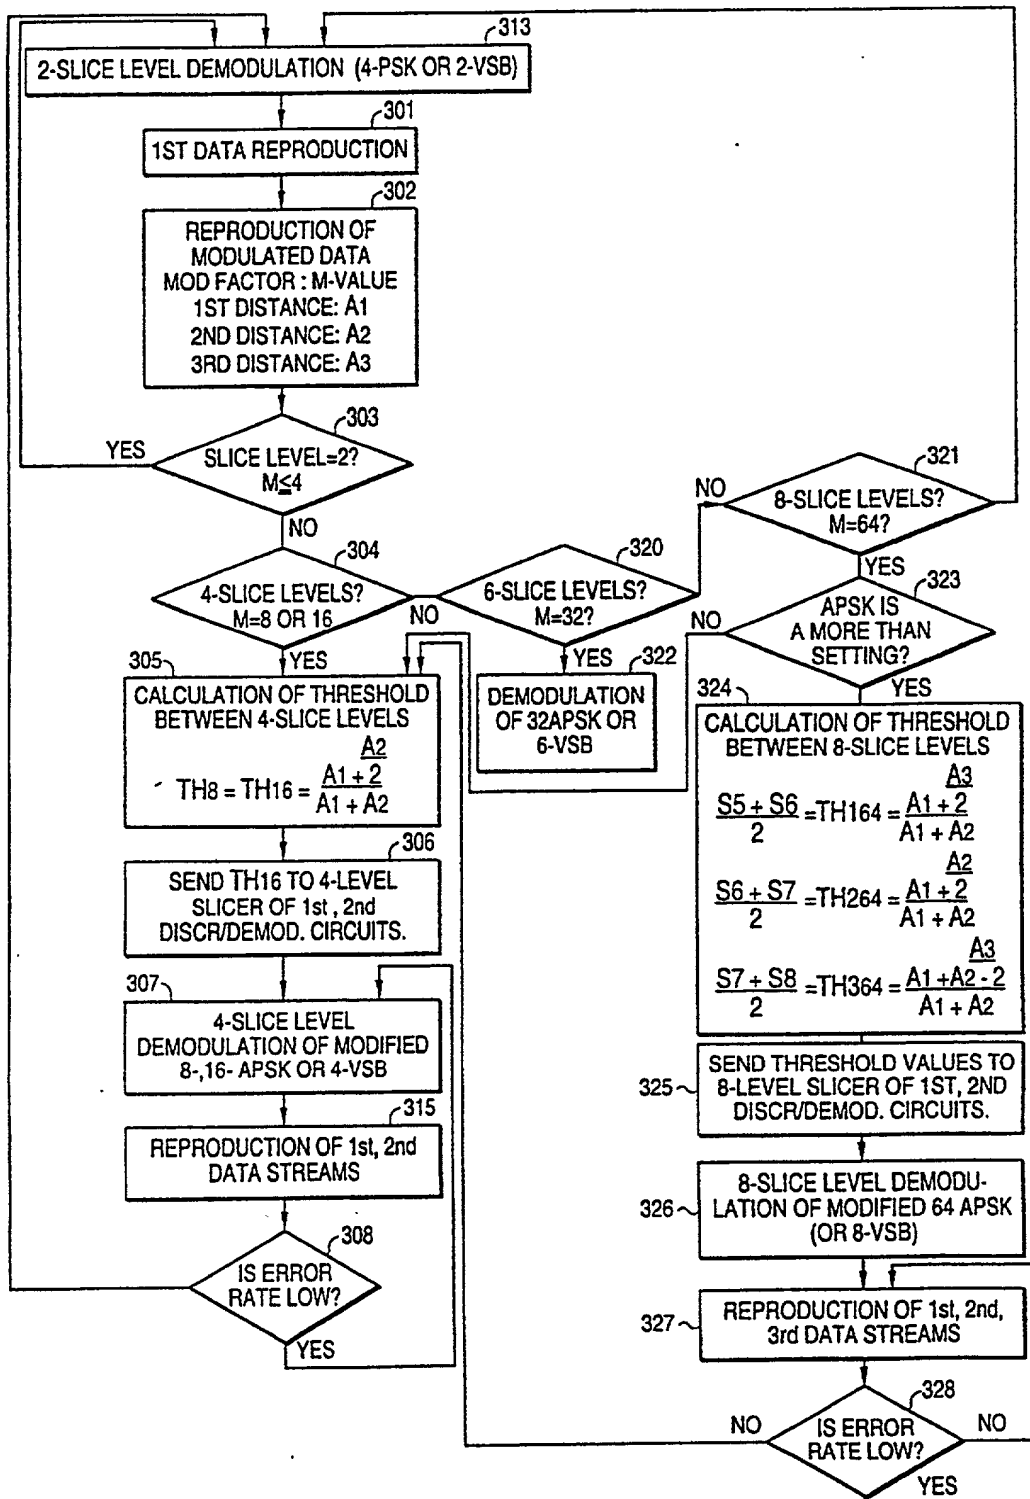 313
2-SLICE LEVEL DEMODULATION (4-PSK OR 2-VSB)
301
1ST DATA REPRODUCTION
302
REPRODUCTION OF
MODULATED DATA
MOD FACTOR : M-VALUE
1ST DISTANCE: A1
2ND DISTANCE: A2
3RD DISTANCE: A3
303
YES
SLICE LEVEL=2?
M≤4
NO
304
4-SLICE LEVELS?
M=8 OR 16
NO
YES
320
6-SLICE LEVELS?
M=32?
NO
YES
321
8-SLICE LEVELS?
M=64?
YES
323
NO
APSK IS
A MORE THAN
SETTING?
YES
322
DEMODULATION
OF 32APSK OR
6-VSB
305
CALCULATION OF THRESHOLD
BETWEEN 4-SLICE LEVELS
A2
TH8 = TH16 = A1 + 2
A1 + A2
306
SEND TH16 TO 4-LEVEL
SLICER OF 1st , 2nd
DISCR/DEMOD. CIRCUITS.
307
4-SLICE LEVEL
DEMODULATION OF MODIFIED
8-,16- APSK OR 4-VSB
315
REPRODUCTION OF 1st, 2nd
DATA STREAMS
308
IS ERROR
RATE LOW?
YES
324
CALCULATION OF THRESHOLD
BETWEEN 8-SLICE LEVELS
A3
S5 + S6 =TH164= A1 + 2
2 A1 + A2
A2
S6 + S7 =TH264= A1 + 2
2 A1 + A2
A3
S7 + S8 =TH364= A1 +A2 - 2
2 A1 + A2
325
SEND THRESHOLD VALUES TO
8-LEVEL SLICER OF 1ST, 2ND
DISCR/DEMOD. CIRCUITS.
326
8-SLICE LEVEL DEMODU-
LATION OF MODIFIED 64 APSK
(OR 8-VSB)
327
REPRODUCTION OF 1st, 2nd,
3rd DATA STREAMS
328
NO
IS ERROR
RATE LOW?
NO
YES